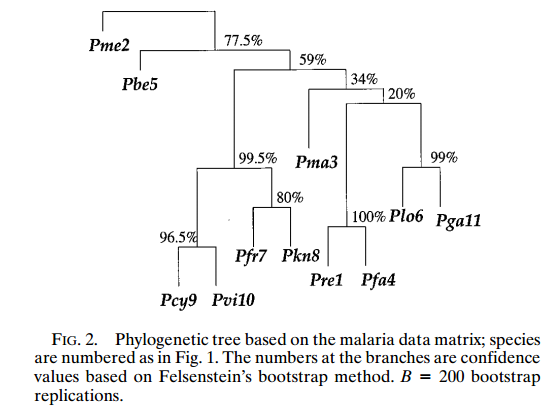 Pme2
77.5%
Pbe5
59%
34%
20%
99.5%
Pma3
99%
80%
100%
Plo6
Pga11
96.5%
Pfr7
Pkn8
Pre1
Pfa4
Pcy9
Pvi10
FIG. 2. Phylogenetic tree based on the malaria data matrix; species
are numbered as in Fig. 1. The numbers at the branches are confidence
values based on Felsenstein's bootstrap method. B = 200 bootstrap
replications.